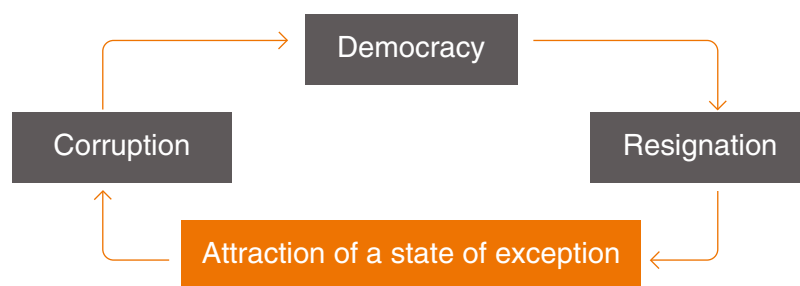 Democracy
Corruption
Resignation
Attraction of a state of exception